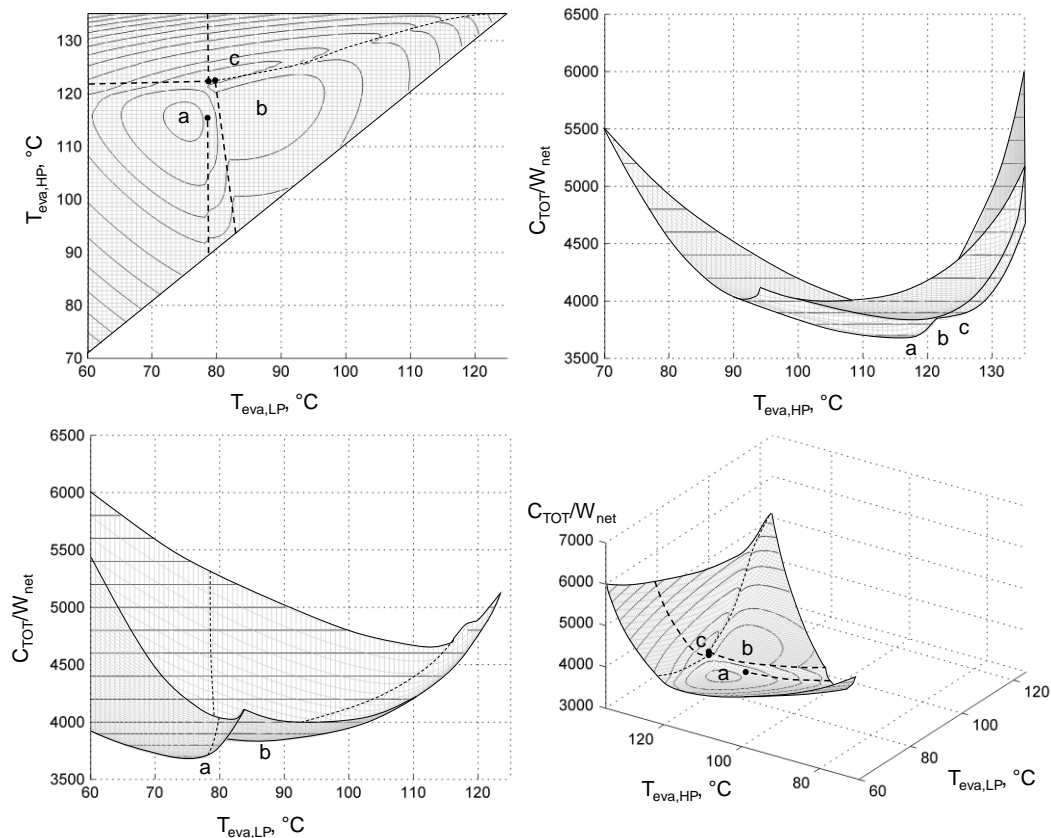 130
120
110
100
90
80
70
60 70 80 90 100 110 120
T_eva,HP, °C
T_eva,LP, °C
a
b
c
6500
6000
5500
5000
4500
4000
3500
70 80 90 100 110 120 130
C_TOT/W_net
T_eva,HP, °C
a
b
c
6500
6000
5500
5000
4500
4000
3500
60 70 80 90 100 110 120
C_TOT/W_net
T_eva,LP, °C
a
b
C_TOT/W_net
7000
6000
5000
4000
3000
c
b
a
120
100
80
60
80
100
120
T_eva,HP, °C
T_eva,LP, °C